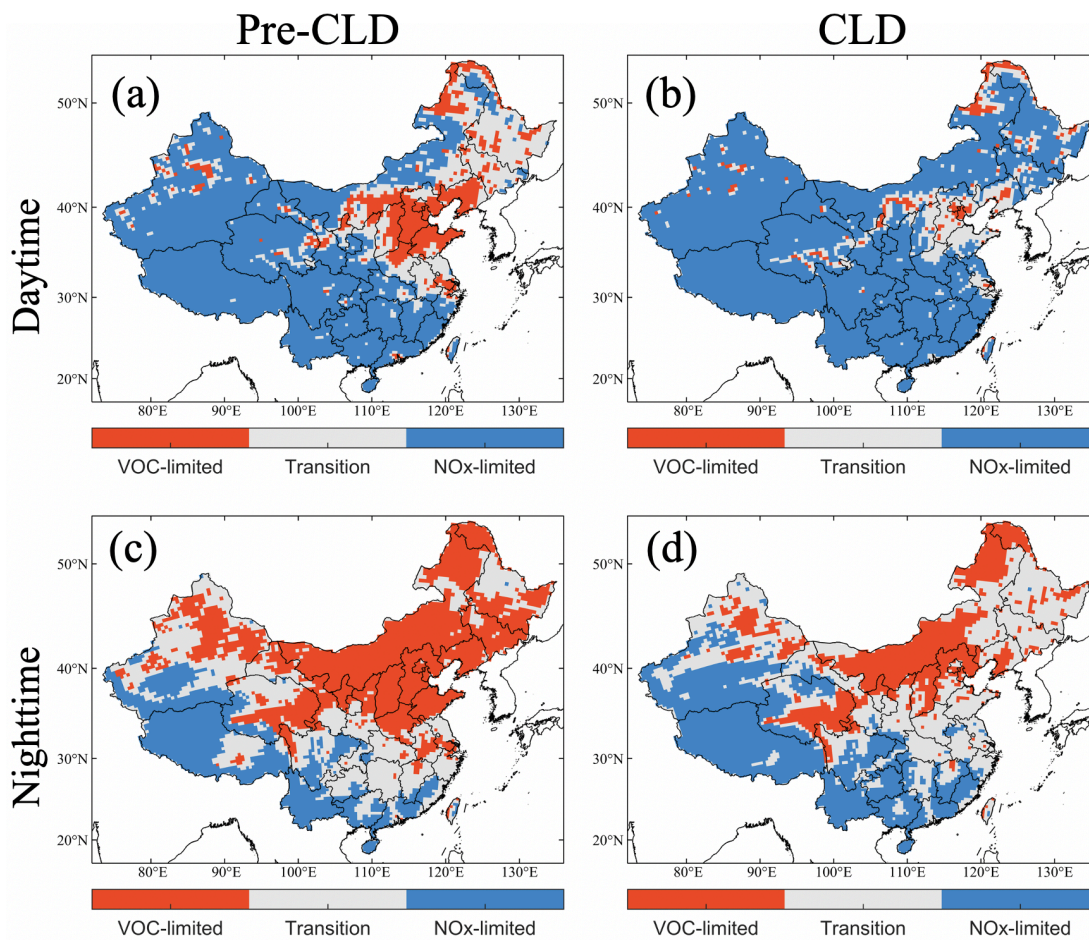 Pre-CLD CLD
Daytime
(a) (b)
50°N 50°N
40°N 40°N
30°N 30°N
20°N 20°N
80°E 90°E 100°E 110°E 120°E 130°E 80°E 90°E 100°E 110°E 120°E 130°E
VOC-limited Transition NOx-limited VOC-limited Transition NOx-limited
Nighttime
(c) (d)
50°N 50°N
40°N 40°N
30°N 30°N
20°N 20°N
80°E 90°E 100°E 110°E 120°E 130°E 80°E 90°E 100°E 110°E 120°E 130°E
VOC-limited Transition NOx-limited VOC-limited Transition NOx-limited